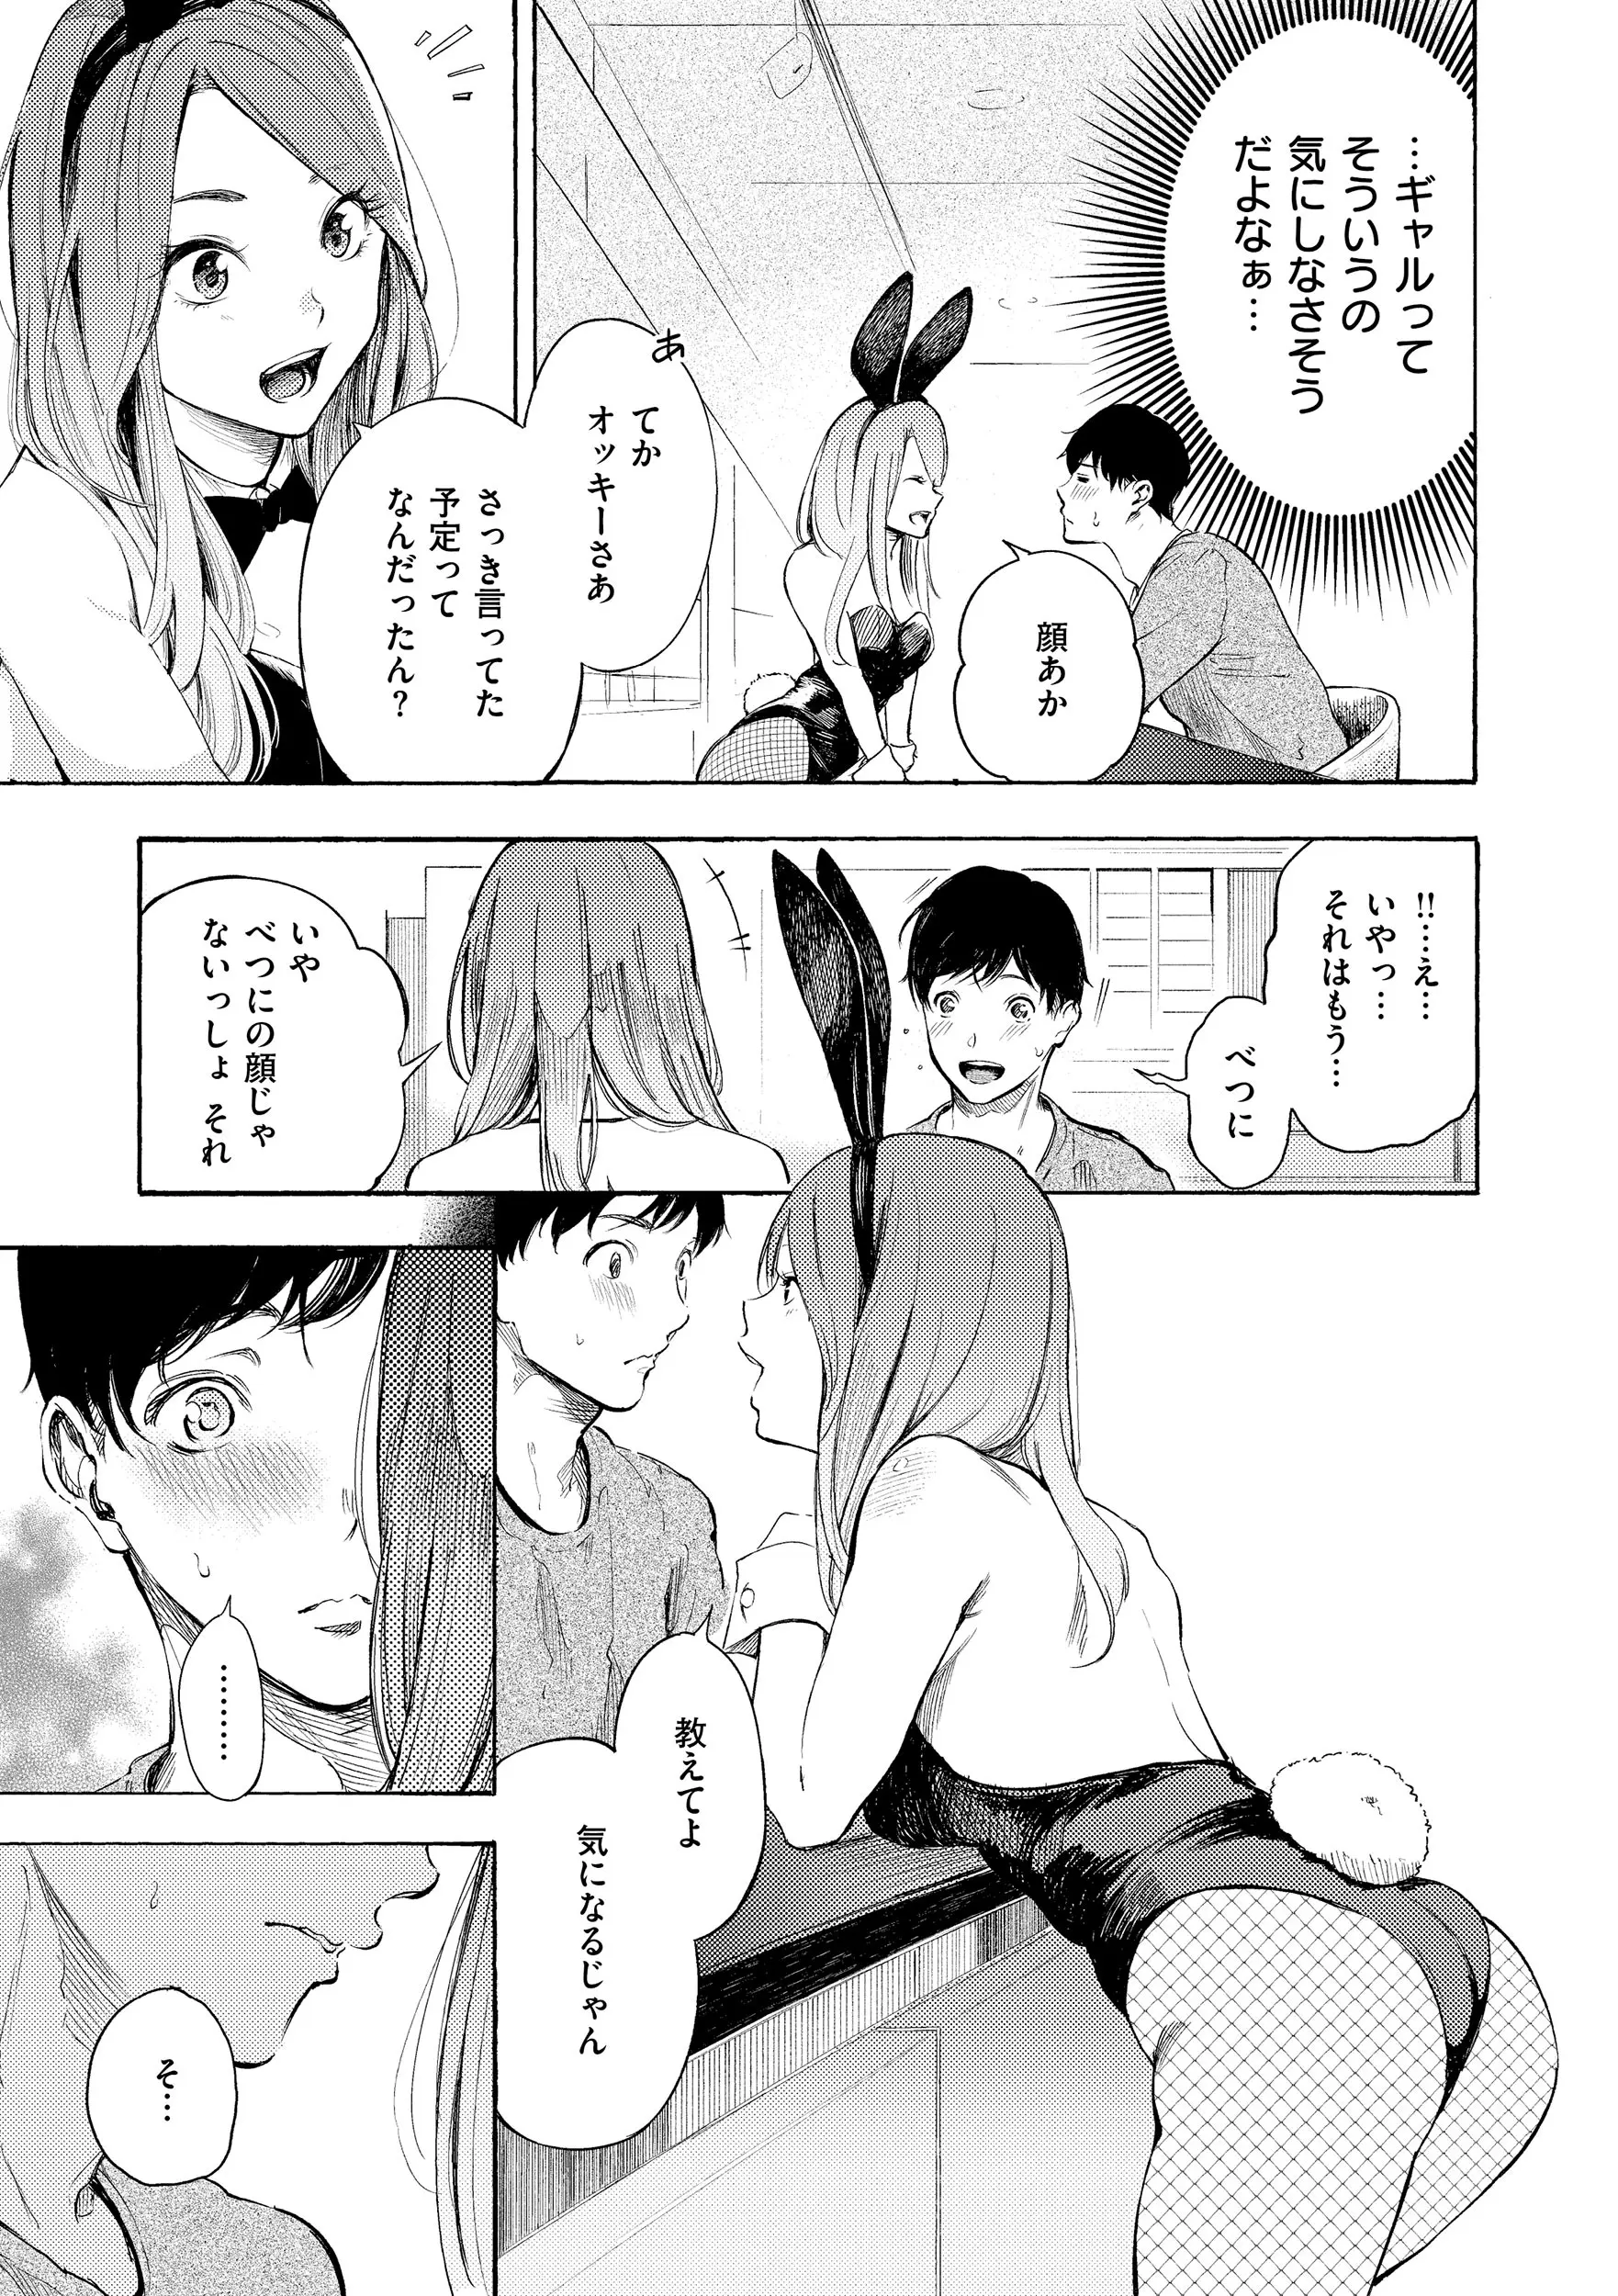 …ギャルって
そういうの
気にしなさそう
だよなぁ…
顔あか
あ
てか
オッキーさあ
さっき言ってた
予定って
なんだったん?
!!…え…
いやっ…
それはもう…
べつに
いや
べつにの顔じゃ
ないっしょ それ
教えてよ
気になるじゃん
………
そ…